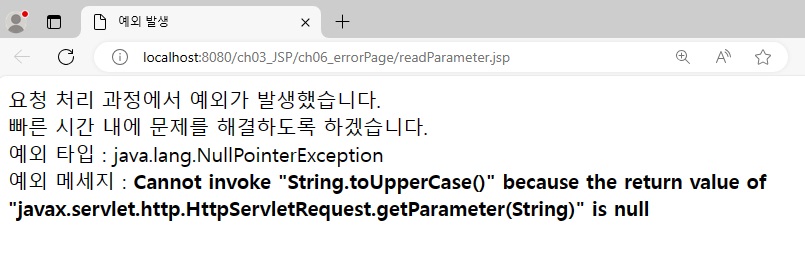 예외 발생
localhost:8080/ch03_JSP/ch06_errorPage/readParameter.jsp
요청 처리 과정에서 예외가 발생했습니다.
빠른 시간 내에 문제를 해결하도록 하겠습니다.
예외 타입 : java.lang.NullPointerException
예외 메세지 : Cannot invoke "String.toUpperCase()" because the return value of
"javax.servlet.http.HttpServletRequest.getParameter(String)" is null